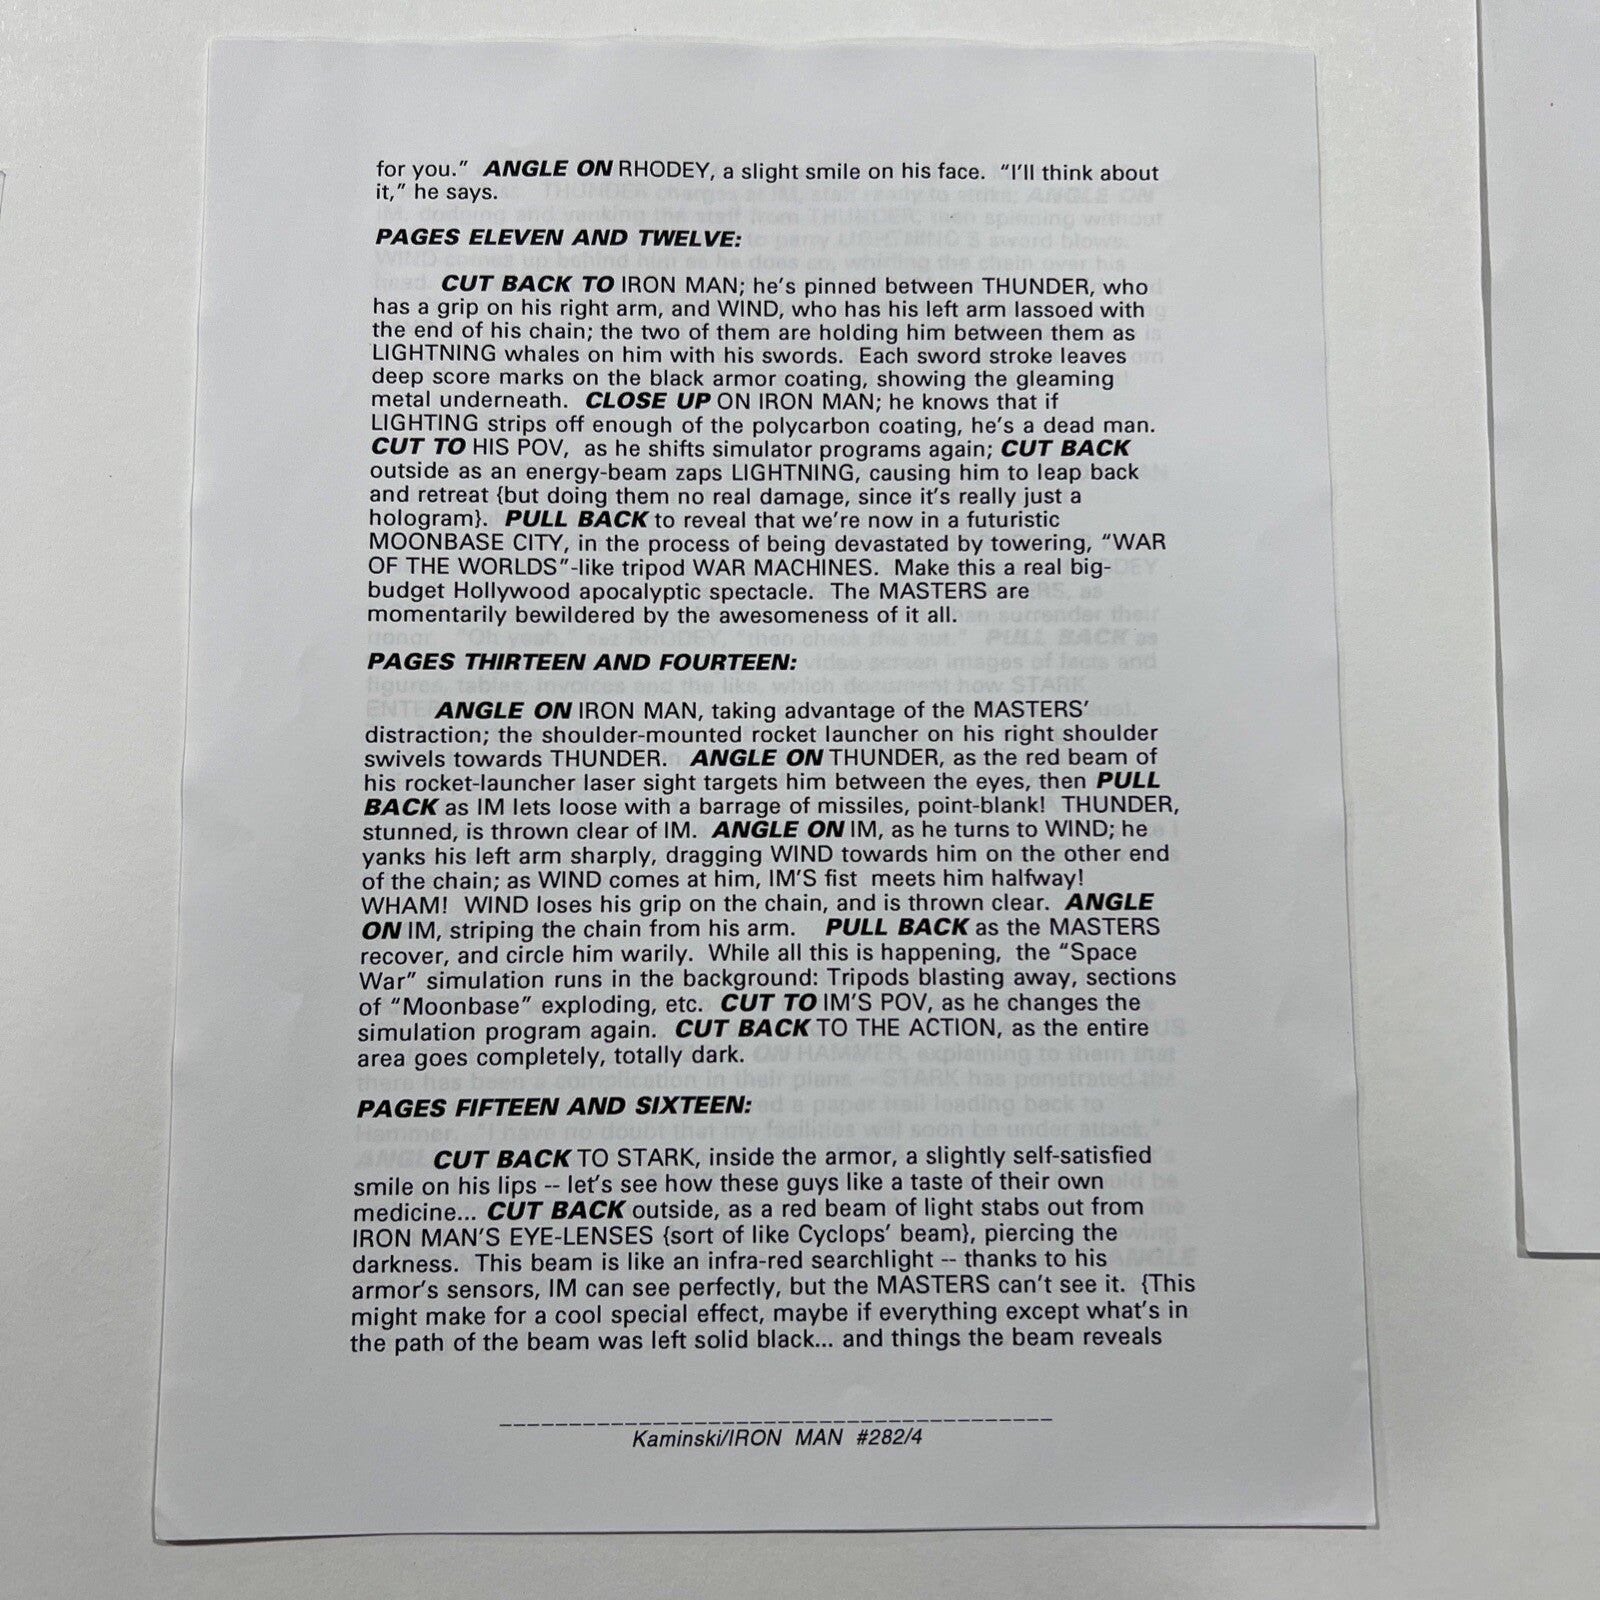 for you." ANGLE ON RHODEY, a slight smile on his face. "I'll think about
it," he says.
PAGES ELEVEN AND TWELVE:
CUT BACK TO IRON MAN; he's pinned between THUNDER, who
has a grip on his right arm, and WIND, who has his left arm lassoed with
the end of his chain; the two of them are holding him between them as
LIGHTNING whales on him with his swords. Each sword stroke leaves
deep score marks on the black armor coating, showing the gleaming
metal underneath. CLOSE UP ON IRON MAN; he knows that if
LIGHTING strips off enough of the polycarbon coating, he's a dead man.
CUT TO HIS POV, as he shifts simulator programs again; CUT BACK
outside as an energy-beam zaps LIGHTNING, causing him to leap back
and retreat {but doing them no real damage, since it's really just a
hologram}. PULL BACK to reveal that we're now in a futuristic
MOONBASE CITY, in the process of being devastated by towering, "WAR
OF THE WORLDS"-like tripod WAR MACHINES. Make this a real big-
budget Hollywood apocalyptic spectacle. The MASTERS are
momentarily bewildered by the awesomeness of it all.
PAGES THIRTEEN AND FOURTEEN:
ANGLE ON IRON MAN, taking advantage of the MASTERS'
distraction; the shoulder-mounted rocket launcher on his right shoulder
swivels towards THUNDER. ANGLE ON THUNDER, as the red beam of
his rocket-launcher laser sight targets him between the eyes, then PULL
BACK as IM lets loose with a barrage of missiles, point-blank! THUNDER,
stunned, is thrown clear of IM. ANGLE ON IM, as he turns to WIND; he
yanks his left arm sharply, dragging WIND towards him on the other end
of the chain; as WIND comes at him, IM'S fist meets him halfway!
WHAM! WIND loses his grip on the chain, and is thrown clear. ANGLE
ON IM, striping the chain from his arm. PULL BACK as the MASTERS
recover, and circle him warily. While all this is happening, the "Space
War" simulation runs in the background: Tripods blasting away, sections
of "Moonbase" exploding, etc. CUT TO IM'S POV, as he changes the
simulation program again. CUT BACK TO THE ACTION, as the entire
area goes completely, totally dark.
PAGES FIFTEEN AND SIXTEEN:
CUT BACK TO STARK, inside the armor, a slightly self-satisfied
smile on his lips -- let's see how these guys like a taste of their own
medicine... CUT BACK outside, as a red beam of light stabs out from
IRON MAN'S EYE-LENSES {sort of like Cyclops' beam}, piercing the
darkness. This beam is like an infra-red searchlight -- thanks to his
armor's sensors, IM can see perfectly, but the MASTERS can't see it. {This
might make for a cool special effect, maybe if everything except what's in
the path of the beam was left solid black... and things the beam reveals
Kaminski/IRON MAN #282/4